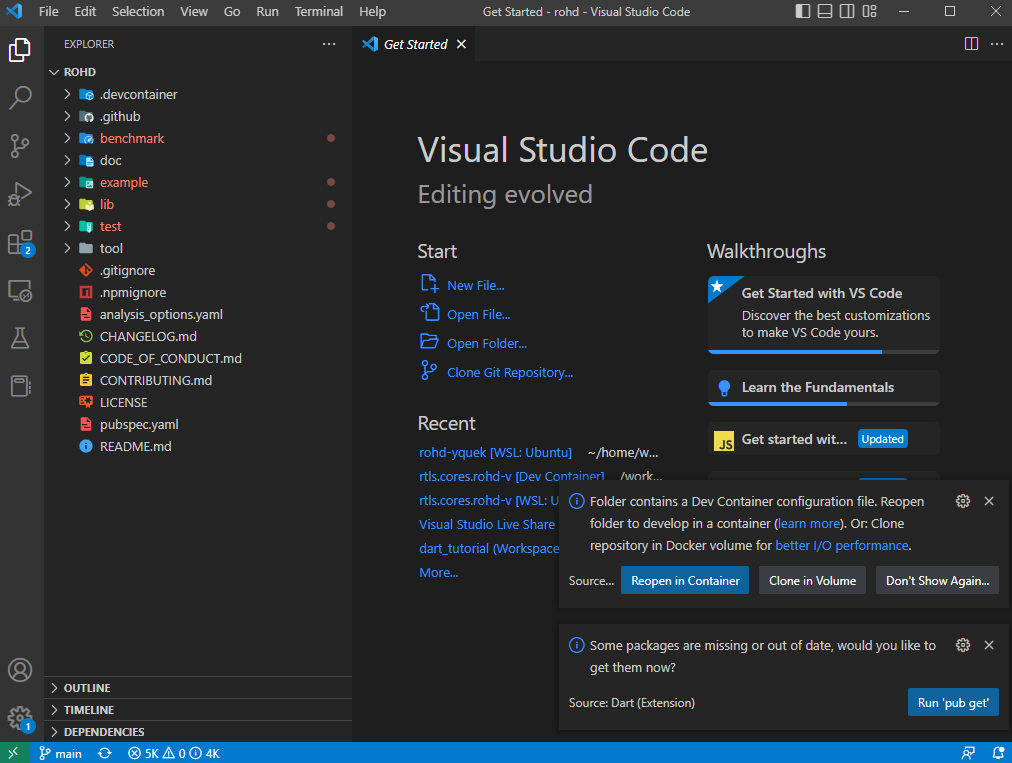 File Edit Selection View Go Run Terminal Help
Get Started - rohd - Visual Studio Code
EXPLORER
ROHD
.devcontainer
.github
benchmark
doc
example
lib
test
tool
.gitignore
.npmignore
analysis_options.yaml
CHANGELOG.md
CODE_OF_CONDUCT.md
CONTRIBUTING.md
LICENSE
pubspec.yaml
README.md
2
1
OUTLINE
TIMELINE
DEPENDENCIES
Get Started
Visual Studio Code
Editing evolved
Start
New File...
Open File...
Open Folder...
Clone Git Repository...
Recent
rohd-yquek [WSL: Ubuntu] ~/home/w...
rtls.cores.rohd-v [Dev Container] /work...
rtls.cores.rohd-v [WSL: U
Visual Studio Live Share
dart_tutorial (Workspace
More...
Walkthroughs
Get Started with VS Code
Discover the best customizations
to make VS Code yours.
Learn the Fundamentals
JS Get started wit... Updated
Folder contains a Dev Container configuration file. Reopen
folder to develop in a container (learn more). Or: Clone
repository in Docker volume for better I/O performance.
Source... Reopen in Container Clone in Volume Don't Show Again...
Some packages are missing or out of date, would you like to
get them now?
Source: Dart (Extension) Run 'pub get'
main 5K 0 4K